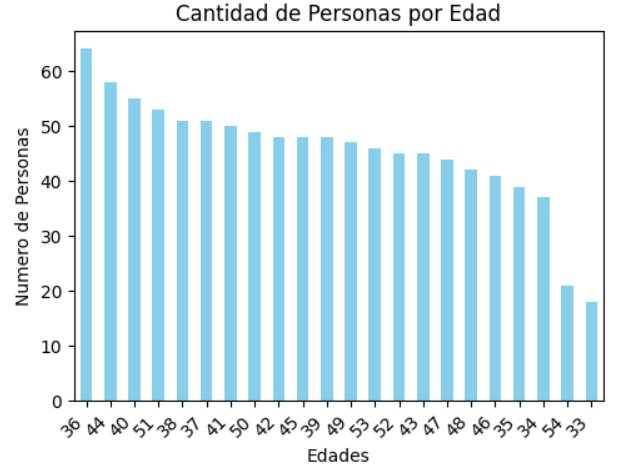 Cantidad de Personas por Edad
Numero de Personas
60
50
40
30
20
10
0
36 44 40 51 38 37 41 50 42 45 39 49 53 52 43 47 48 46 35 34 54 33
Edades